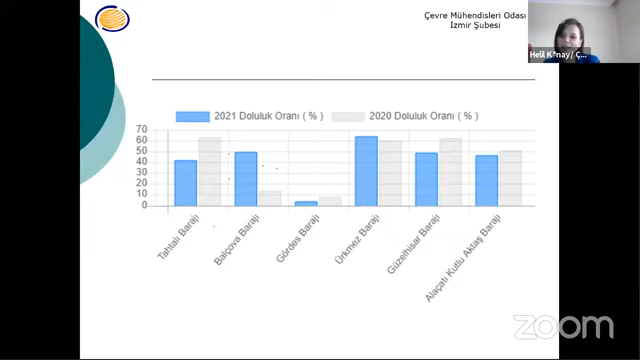 Çevre Mühendisleri Odası
İzmir Şubesi
2021 Doluluk Oranı ( % )
2020 Doluluk Oranı ( % )
70
60
50
40
30
20
10
0
Tahtalı Barajı
Balçova Barajı
Gördes Barajı
Ürkmez Barajı
Güzelhisar Barajı
Alaçatı Kutlu Aktaş Barajı
zoom